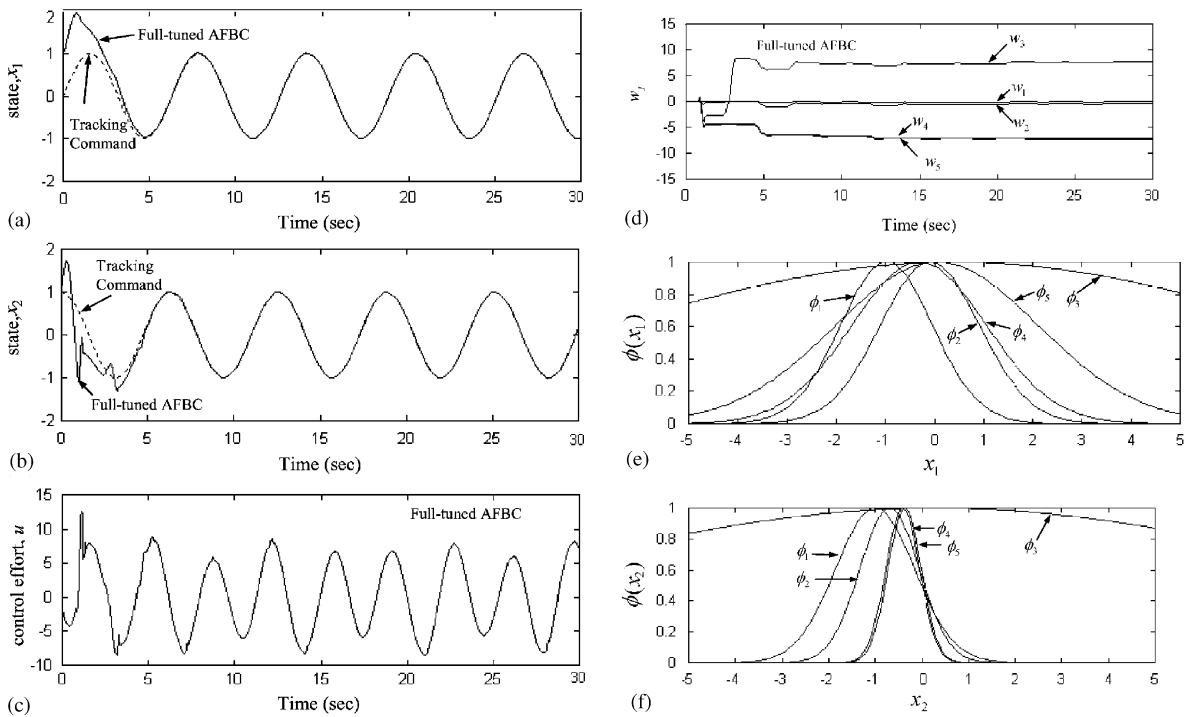 2
1
0
-1
-2
state,x₁
Full-tuned AFBC
Tracking
Command
0 5 10 15 20 25 30
(a)
Time (sec)
2
1
0
-1
-2
state,x₂
Tracking
Command
Full-tuned AFBC
0 5 10 15 20 25 30
(b)
Time (sec)
15
10
5
0
-5
-10
control effort, u
Full-tuned AFBC
0 5 10 15 20 25 30
(c)
Time (sec)
15
10
5
0
-5
-10
-15
wⱼ
Full-tuned AFBC
w₃
w₁
w₂
w₄
w₅
0 5 10 15 20 25 30
(d)
Time (sec)
1
0.8
0.6
0.4
0.2
0
ϕ(x₁)
ϕ₁
ϕ₅
ϕ₃
ϕ₂
ϕ₄
-5 -4 -3 -2 -1 0 1 2 3 4 5
(e)
x₁
1
0.8
0.6
0.4
0.2
0
ϕ(x₂)
ϕ₁
ϕ₂
ϕ₄
ϕ₅
ϕ₃
-5 -4 -3 -2 -1 0 1 2 3 4 5
(f)
x₂